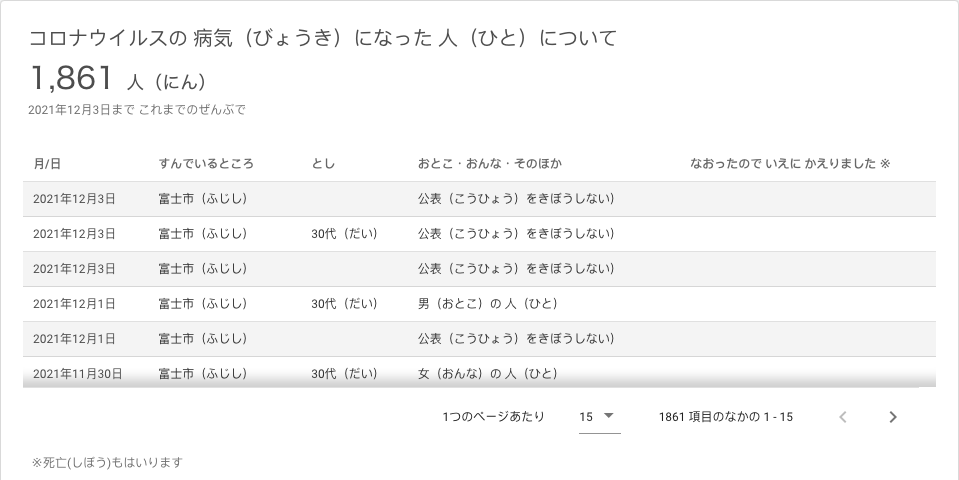 コロナウイルスの 病気（びょうき）になった 人（ひと）について
1,861 人（にん）
2021年12月3日まで これまでのぜんぶで
月/日 すんでいるところ とし おとこ・おんな・そのほか なおったので いえに かえりました ※
2021年12月3日 富士市（ふじし） 公表（こうひょう）をきぼうしない）
2021年12月3日 富士市（ふじし） 30代（だい） 公表（こうひょう）をきぼうしない）
2021年12月3日 富士市（ふじし） 公表（こうひょう）をきぼうしない）
2021年12月1日 富士市（ふじし） 30代（だい） 男（おとこ）の 人（ひと）
2021年12月1日 富士市（ふじし） 公表（こうひょう）をきぼうしない）
2021年11月30日 富士市（ふじし） 30代（だい） 女（おんな）の 人（ひと）
1つのページあたり 15 1861 項目のなかの 1 - 15
※死亡(しぼう)もはいります